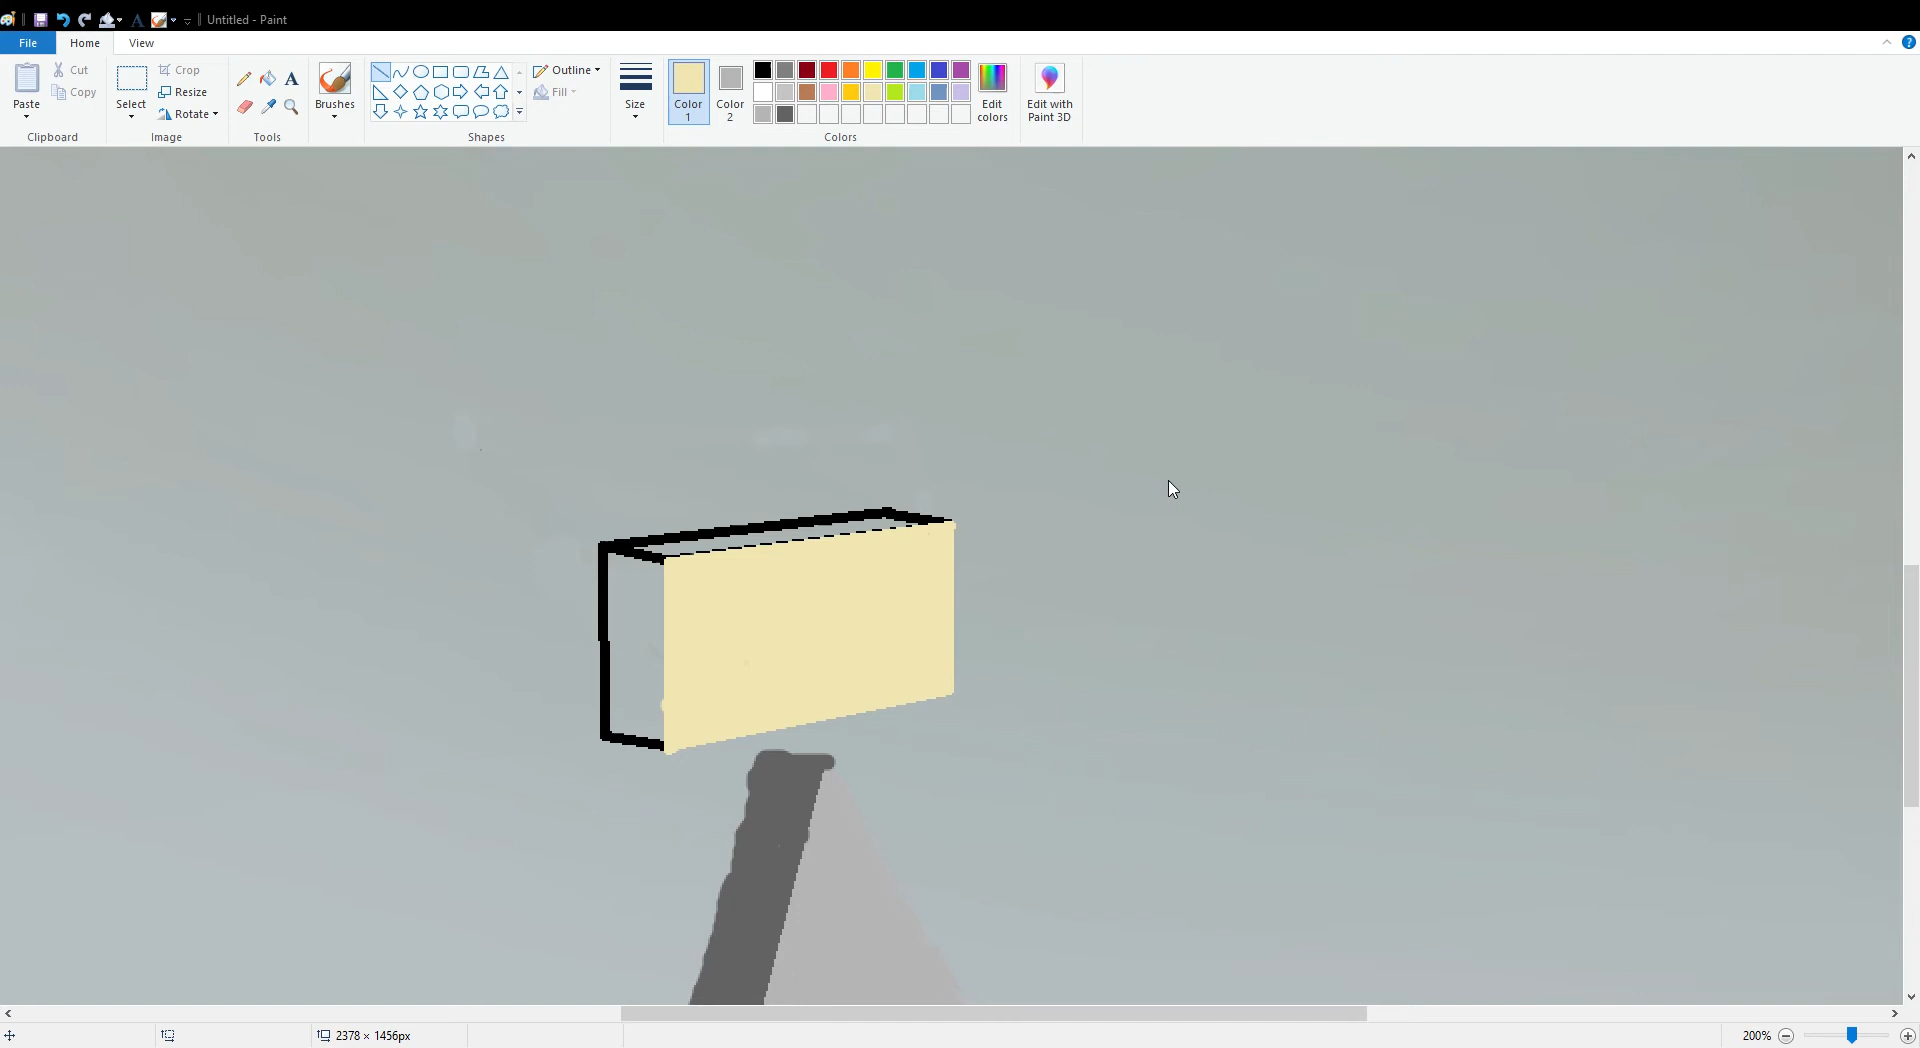 Untitled - Paint
File Home View
Paste
Cut
Copy
Clipboard
Select
Crop
Resize
Rotate
Image
A
Tools
Brushes
Outline
Fill
Shapes
Size
Color 1
Color 2
Edit colors
Colors
Edit with Paint 3D
2378 × 1456px
200%